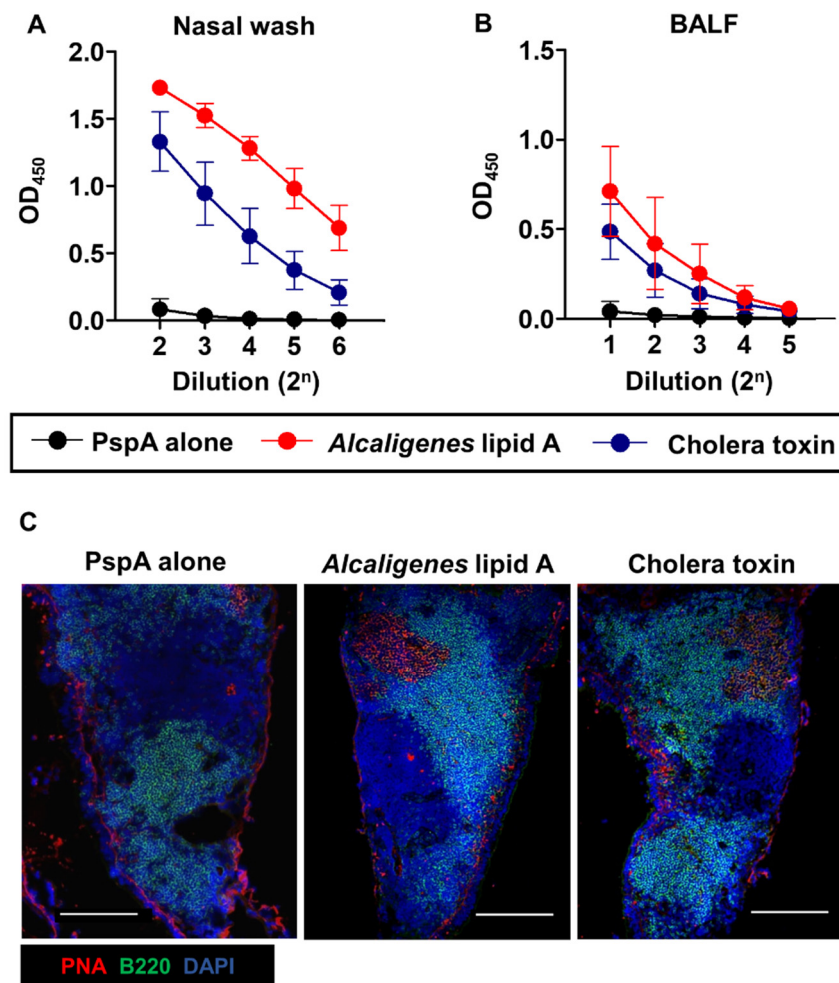 A
Nasal wash
2.0
1.5
1.0
0.5
0.0
OD450
2 3 4 5 6
Dilution (2ⁿ)
B
BALF
1.5
1.0
0.5
0.0
OD450
1 2 3 4 5
Dilution (2ⁿ)
PspA alone Alcaligenes lipid A Cholera toxin
C
PspA alone Alcaligenes lipid A Cholera toxin
PNA B220 DAPI